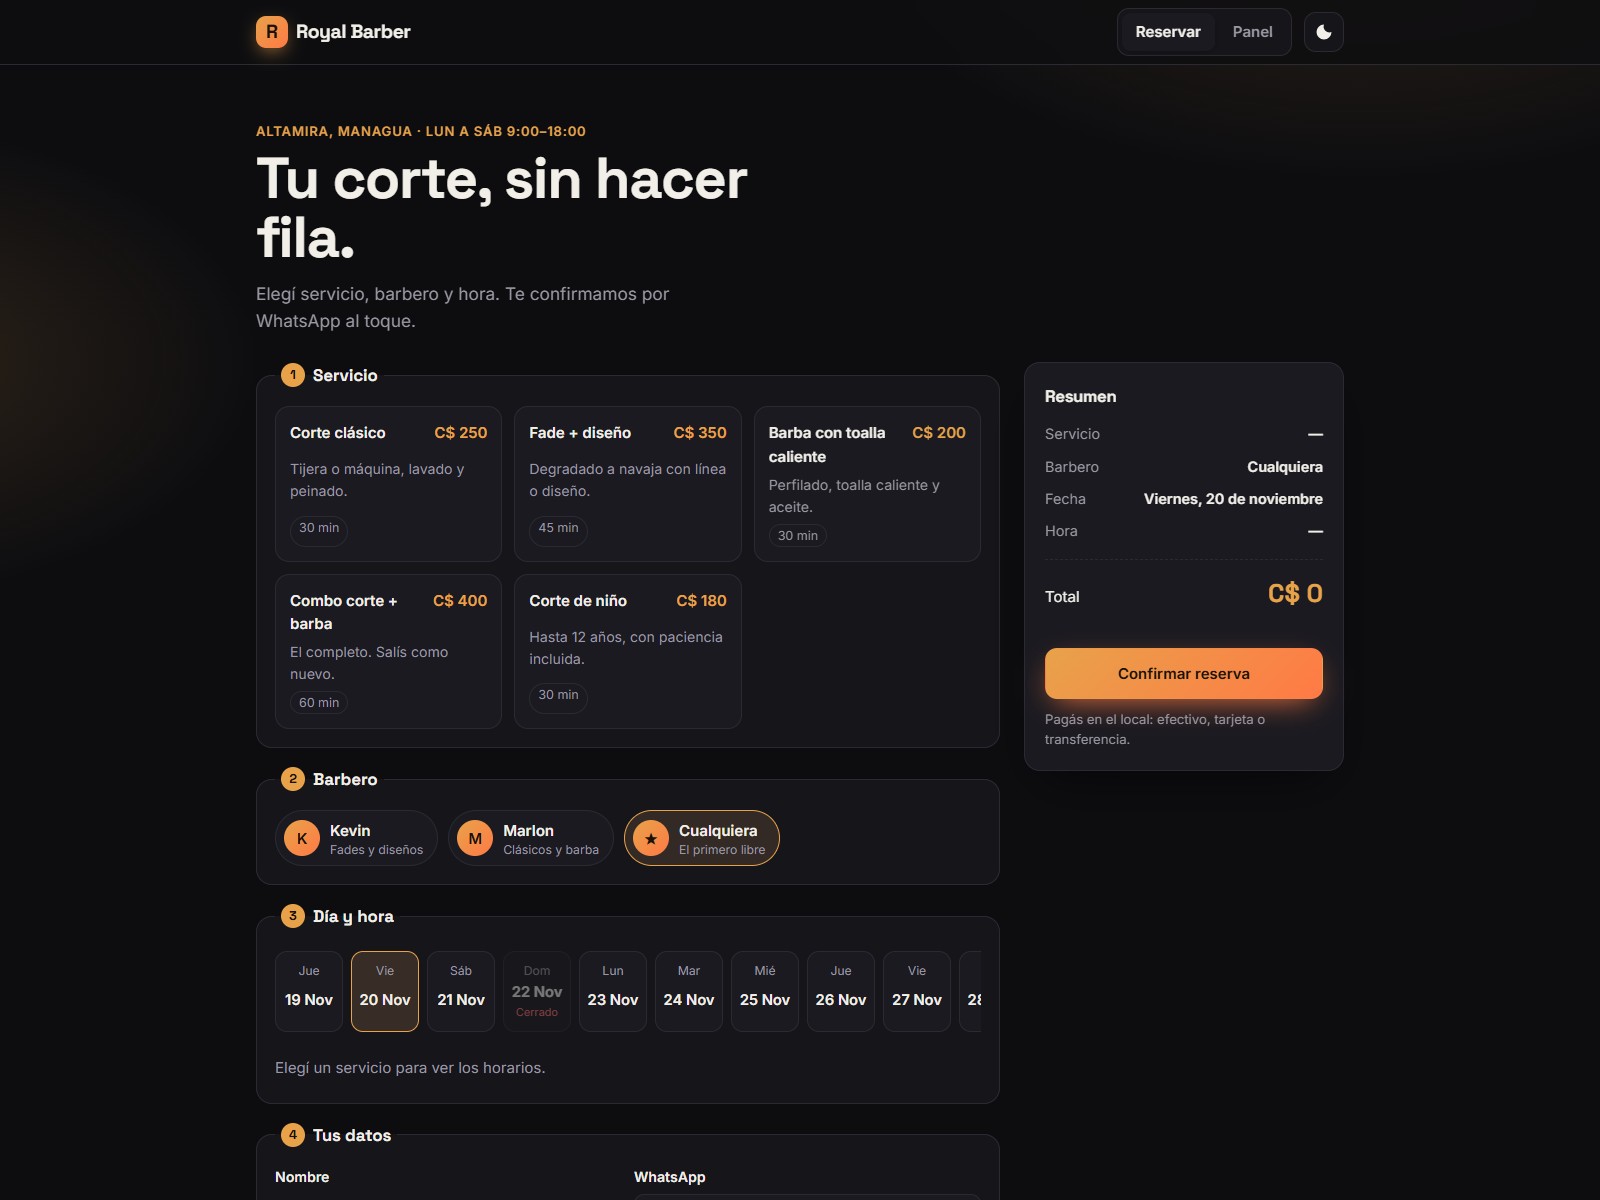 R Royal Barber
Reservar
Panel
ALTAMIRA, MANAGUA · LUN A SÁB 9:00–18:00
Tu corte, sin hacer
fila.
Elegí servicio, barbero y hora. Te confirmamos por
WhatsApp al toque.
1 Servicio
Corte clásico C$ 250
Tijera o máquina, lavado y
peinado.
30 min
Fade + diseño C$ 350
Degradado a navaja con línea
o diseño.
45 min
Barba con toalla C$ 200
caliente
Perfilado, toalla caliente y
aceite.
30 min
Combo corte + C$ 400
barba
El completo. Salís como
nuevo.
60 min
Corte de niño C$ 180
Hasta 12 años, con paciencia
incluida.
30 min
2 Barbero
K Kevin
Fades y diseños
M Marlon
Clásicos y barba
★ Cualquiera
El primero libre
3 Día y hora
Jue
19 Nov
Vie
20 Nov
Sáb
21 Nov
Dom
22 Nov
Cerrado
Lun
23 Nov
Mar
24 Nov
Mié
25 Nov
Jue
26 Nov
Vie
27 Nov
Elegí un servicio para ver los horarios.
4 Tus datos
Nombre
WhatsApp
Resumen
Servicio —
Barbero Cualquiera
Fecha Viernes, 20 de noviembre
Hora —
Total C$ 0
Confirmar reserva
Pagás en el local: efectivo, tarjeta o
transferencia.